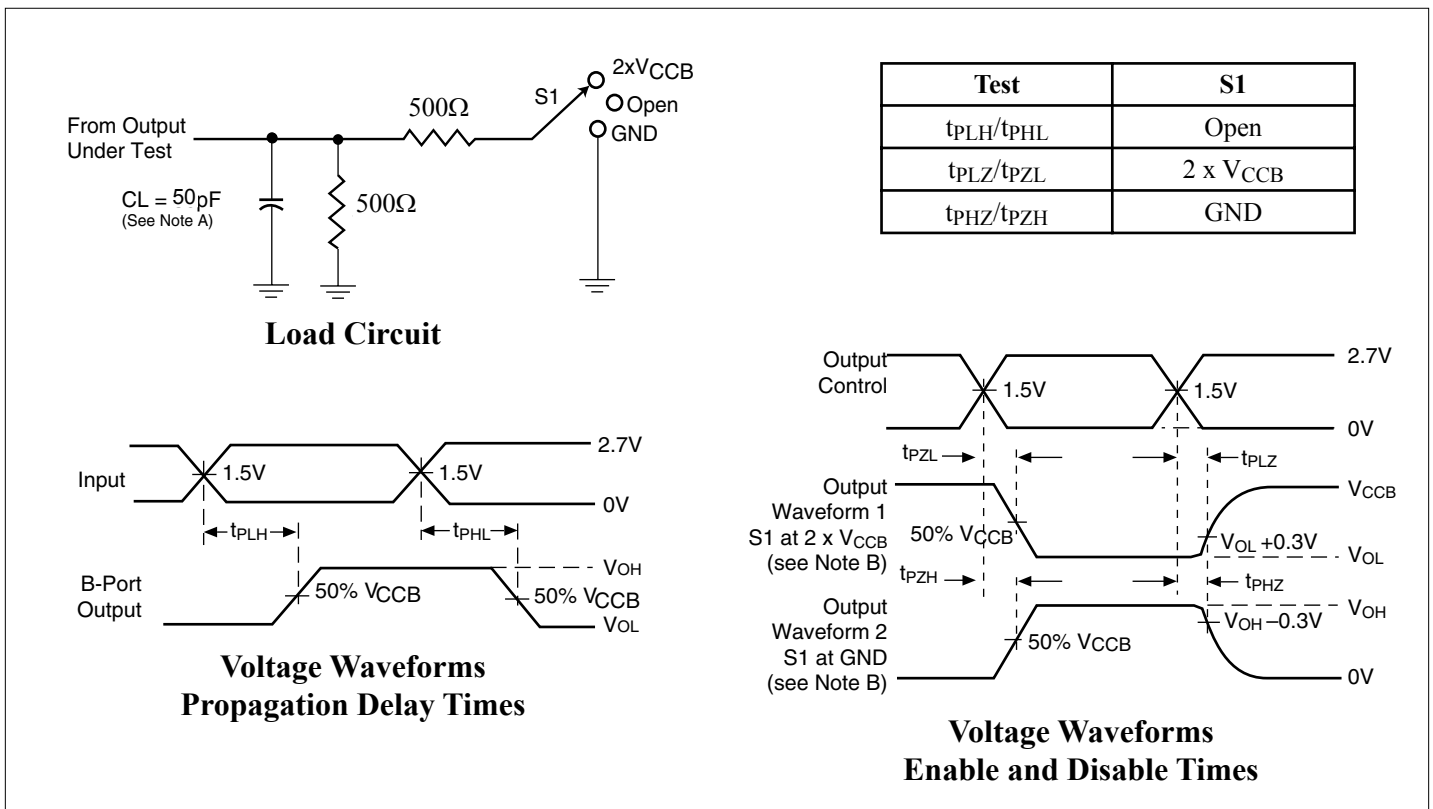 2xVCCB
S1
Open
GND
500Ω
From Output
Under Test
CL = 50pF
(See Note A)
500Ω
Load Circuit
Test S1
tPLH/tPHL Open
tPLZ/tPZL 2 x VCCB
tPHZ/tPZH GND
Input
2.7V
1.5V
1.5V
0V
tPLH
tPHL
B-Port
Output
VOH
50% VCCB
50% VCCB
VOL
Voltage Waveforms
Propagation Delay Times
Output
Control
2.7V
1.5V
1.5V
0V
tPZL
tPLZ
Output
Waveform 1
S1 at 2 x VCCB
(see Note B)
50% VCCB
VCCB
VOL +0.3V
VOL
tPZH
tPHZ
Output
Waveform 2
S1 at GND
(see Note B)
50% VCCB
VOH
VOH –0.3V
0V
Voltage Waveforms
Enable and Disable Times